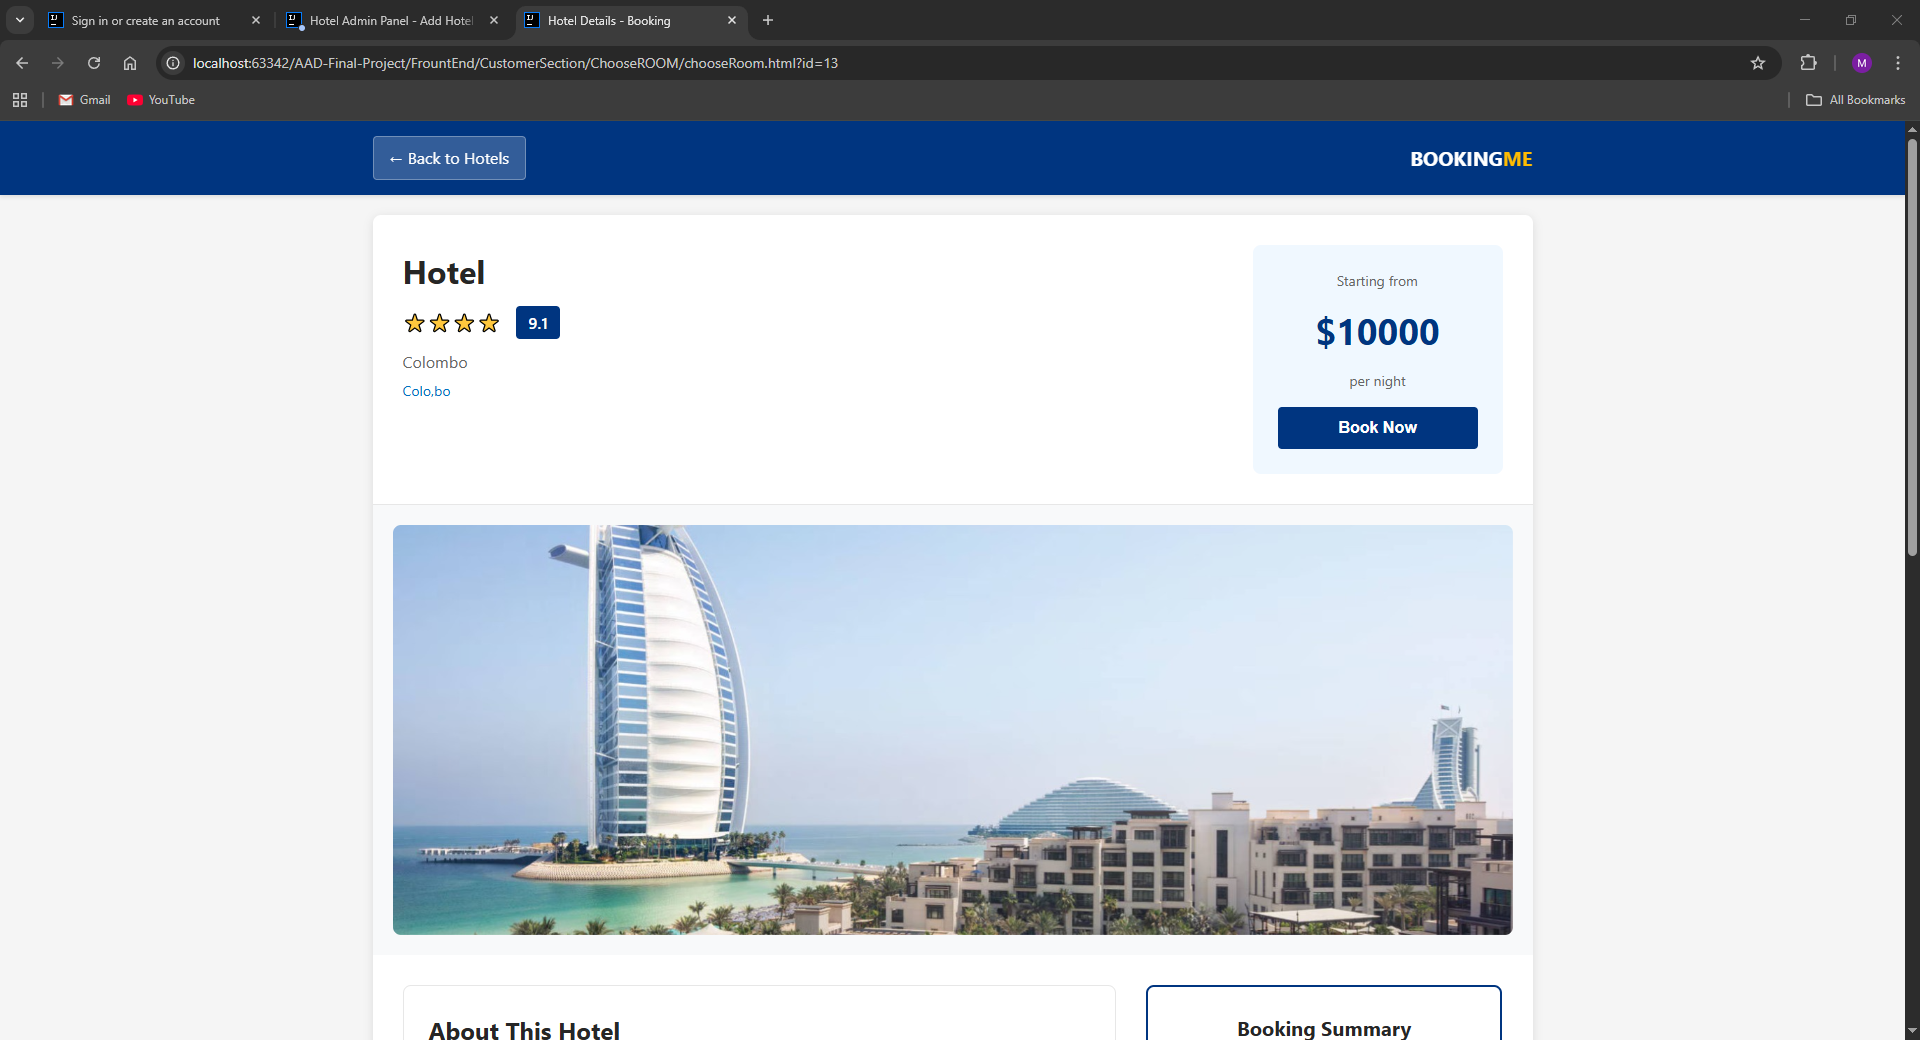 Sign in or create an account
Hotel Admin Panel - Add Hotel
Hotel Details - Booking
localhost:63342/AAD-Final-Project/FrountEnd/CustomerSection/ChooseROOM/chooseRoom.html?id=13
M
Gmail
YouTube
All Bookmarks
← Back to Hotels
BOOKINGME
Hotel
9.1
Colombo
Colo,bo
Starting from
$10000
per night
Book Now
About This Hotel
Booking Summary